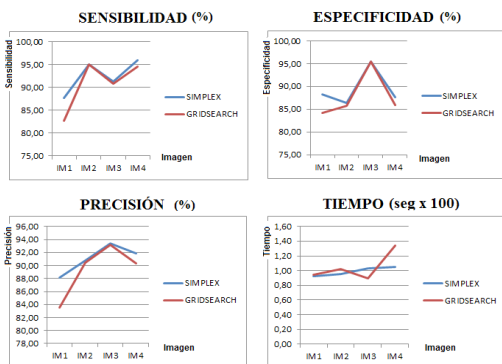 SENSIBILIDAD (%)
Sensibilidad
100,00
95,00
90,00
85,00
80,00
75,00
IM1 IM2 IM3 IM4
Imagen
SIMPLEX
GRIDSEARCH
ESPECIFICIDAD (%)
Especificidad
100,00
95,00
90,00
85,00
80,00
75,00
IM1 IM2 IM3 IM4
Imagen
SIMPLEX
GRIDSEARCH
PRECISIÓN (%)
Precisión
96,00
94,00
92,00
90,00
88,00
86,00
84,00
82,00
80,00
78,00
IM1 IM2 IM3 IM4
Imagen
SIMPLEX
GRIDSEARCH
TIEMPO (seg x 100)
Tiempo
1,60
1,40
1,20
1,00
0,80
0,60
0,40
0,20
0,00
IM1 IM2 IM3 IM4
Imagen
SIMPLEX
GRIDSEARCH